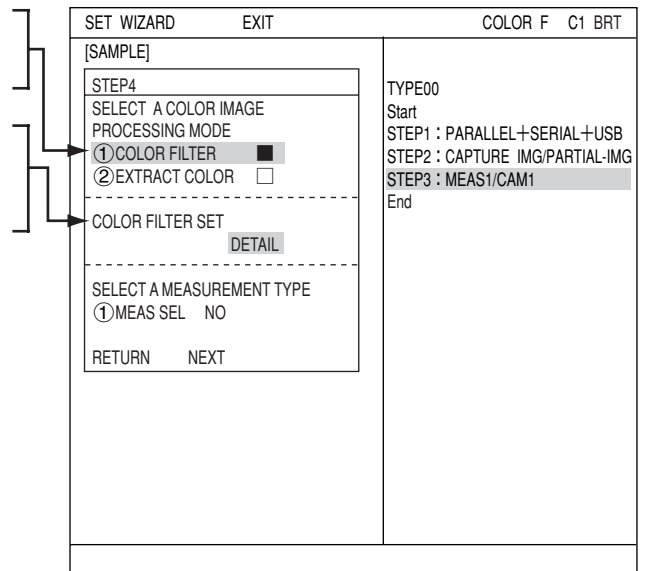 SET WIZARD EXIT COLOR F C1 BRT
[SAMPLE]
STEP4
SELECT A COLOR IMAGE
PROCESSING MODE
①COLOR FILTER ■
②EXTRACT COLOR □
COLOR FILTER SET
DETAIL
SELECT A MEASUREMENT TYPE
①MEAS SEL NO
RETURN NEXT
TYPE00
Start
STEP1：PARALLEL＋SERIAL＋USB
STEP2：CAPTURE IMG/PARTIAL-IMG
STEP3：MEAS1/CAM1
End